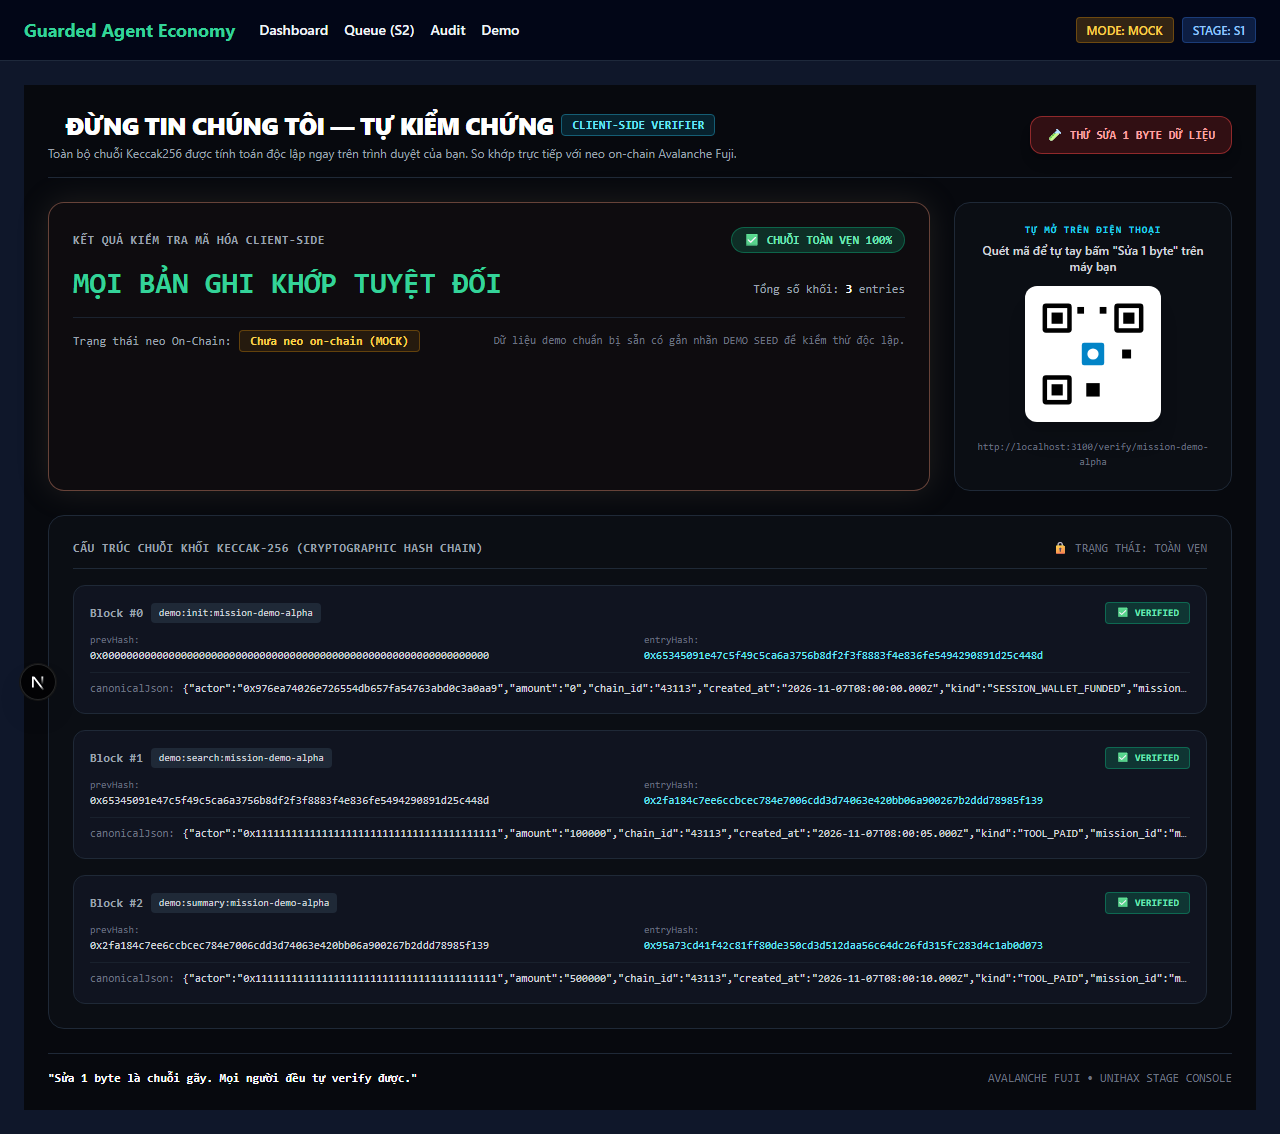 Guarded Agent Economy
Dashboard
Queue (S2)
Audit
Demo
MODE: MOCK
STAGE: S1
ĐỪNG TIN CHÚNG TÔI — TỰ KIỂM CHỨNG
CLIENT-SIDE VERIFIER
Toàn bộ chuỗi Keccak256 được tính toán độc lập ngay trên trình duyệt của bạn. So khớp trực tiếp với neo on-chain Avalanche Fuji.
THỬ SỬA 1 BYTE DỮ LIỆU
KẾT QUẢ KIỂM TRA MÃ HÓA CLIENT-SIDE
CHUỖI TOÀN VẸN 100%
MỌI BẢN GHI KHỚP TUYỆT ĐỐI
Tổng số khối: 3 entries
Trạng thái neo On-Chain:
Chưa neo on-chain (MOCK)
Dữ liệu demo chuẩn bị sẵn có gắn nhãn DEMO SEED để kiểm thử độc lập.
TỰ MỞ TRÊN ĐIỆN THOẠI
Quét mã để tự tay bấm "Sửa 1 byte" trên
máy bạn
http://localhost:3100/verify/mission-demo-
alpha
CẤU TRÚC CHUỖI KHỐI KECCAK-256 (CRYPTOGRAPHIC HASH CHAIN)
TRẠNG THÁI: TOÀN VẸN
Block #0
demo:init:mission-demo-alpha
VERIFIED
prevHash:
0x0000000000000000000000000000000000000000000000000000000000000000
entryHash:
0x65345091e47c5f49c5ca6a3756b8df2f3f8883f4e836fe5494290891d25c448d
canonicalJson: {"actor":"0x976ea74026e726554db657fa54763abd0c3a0aa9","amount":"0","chain_id":"43113","created_at":"2026-11-07T08:00:00.000Z","kind":"SESSION_WALLET_FUNDED","mission…
Block #1
demo:search:mission-demo-alpha
VERIFIED
prevHash:
0x65345091e47c5f49c5ca6a3756b8df2f3f8883f4e836fe5494290891d25c448d
entryHash:
0x2fa184c7ee6ccbcec784e7006cdd3d74063e420bb06a900267b2ddd78985f139
canonicalJson: {"actor":"0x1111111111111111111111111111111111111111","amount":"100000","chain_id":"43113","created_at":"2026-11-07T08:00:05.000Z","kind":"TOOL_PAID","mission_id":"m…
Block #2
demo:summary:mission-demo-alpha
VERIFIED
prevHash:
0x2fa184c7ee6ccbcec784e7006cdd3d74063e420bb06a900267b2ddd78985f139
entryHash:
0x95a73cd41f42c81ff80de350cd3d512daa56c64dc26fd315fc283d4c1ab0d073
canonicalJson: {"actor":"0x1111111111111111111111111111111111111111","amount":"500000","chain_id":"43113","created_at":"2026-11-07T08:00:10.000Z","kind":"TOOL_PAID","mission_id":"m…
"Sửa 1 byte là chuỗi gãy. Mọi người đều tự verify được."
AVALANCHE FUJI • UNIHAX STAGE CONSOLE